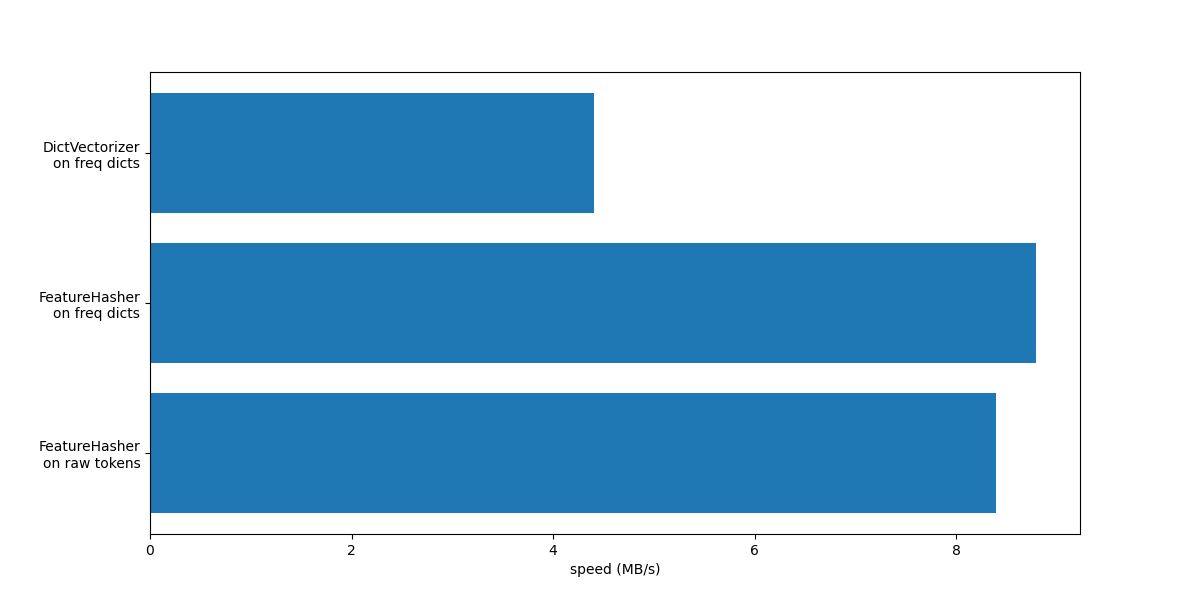 DictVectorizer
on freq dicts
FeatureHasher
on freq dicts
FeatureHasher
on raw tokens
0 2 4 6 8
speed (MB/s)